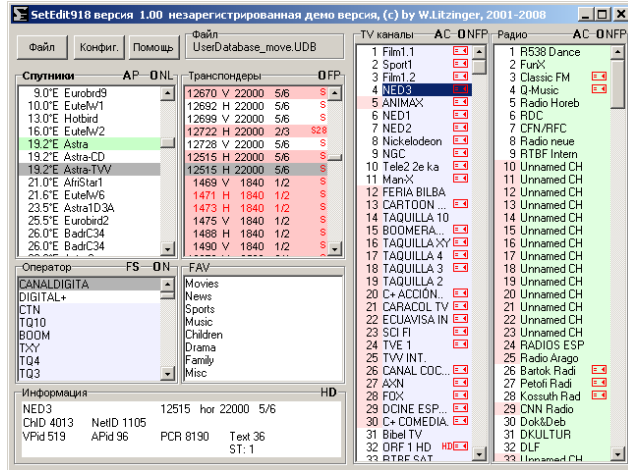 SetEdit918 версия 1.00 незарегистрированная демо версия, (c) by W.Litzinger, 2001-2008
Файл Конфиг. Помощь
Файл
UserDatabase_move.UDB
Спутники AP ONL
9.0°E Eurobrd9
10.0°E EutelW1
13.0°E Hotbird
16.0°E EutelW2
19.2°E Astra
19.2°E Astra-CD
19.2°E Astra-TVV
21.0°E AfriStar1
21.6°E EutelW6
23.5°E Astra1D3A
25.5°E Eurobird2
26.0°E BadrC34
26.0°E BadrC34
Транспондеры 0FP
12670 V 22000 5/6 S
12692 H 22000 5/6 S
12699 V 22000 5/6 S
12722 H 22000 2/3 S28
12728 V 22000 5/6 S
12515 H 22000 5/6 S
12515 H 22000 5/6 S
1469 V 1840 1/2 S
1471 H 1840 1/2 S
1473 H 1840 1/2 S
1475 V 1840 1/2 S
1488 H 1840 1/2 S
1490 V 1840 1/2 S
Оператор FS ON
CANALDIGITA
DIGITAL+
CTN
TQ10
BOOM
TXY
TQ4
TQ3
FAV
Movies
News
Sports
Music
Children
Drama
Family
Misc
Информация HD
NED3 12515 hor 22000 5/6
ChID 4013 NetID 1105
VPid 519 APid 96 PCR 8190 Text 36
ST: 1
TV каналы AC ONFP
1 Film1.1
2 Sport1
3 Film1.2
4 NED3
5 ANIMAX
6 NED1
7 NED2
8 Nickelodeon
9 NGC
10 Tele2 2e ka
11 Man-X
12 FERIA BILBA
13 CARTOON ...
14 TAQUILLA 10
15 BOOMERA...
16 TAQUILLA XY
17 TAQUILLA 4
18 TAQUILLA 3
19 TAQUILLA 2
20 C+ ACCIÓN..
21 CARACOL TV
22 ECUAVISA IN
23 SCI FI
24 TVE 1
25 TVV INT.
26 CANAL COC...
27 AXN
28 FOX
29 DCINE ESP...
30 C+ COMEDIA.
31 Bibel TV
32 ORF 1 HD HD
33 RTBF SAT
Радио AC ONFP
1 R538 Dance
2 FunX
3 Classic FM
4 Q-Music
5 Radio Horeb
6 RDC
7 CFN/RFC
8 Radio neue
9 RTBF Intern
10 Unnamed CH
11 Unnamed CH
12 Unnamed CH
13 Unnamed CH
14 Unnamed CH
15 Unnamed CH
16 Unnamed CH
17 Unnamed CH
18 Unnamed CH
19 Unnamed CH
20 Unnamed CH
21 Unnamed CH
22 Unnamed CH
23 Unnamed CH
24 RADIOS ESP
25 Radio Arago
26 Bartok Radi
27 Petofi Radi
28 Kossuth Rad
29 CNN Radio
30 Dok&Deb
31 DKULTUR
32 DLF
33 Unnamed CH